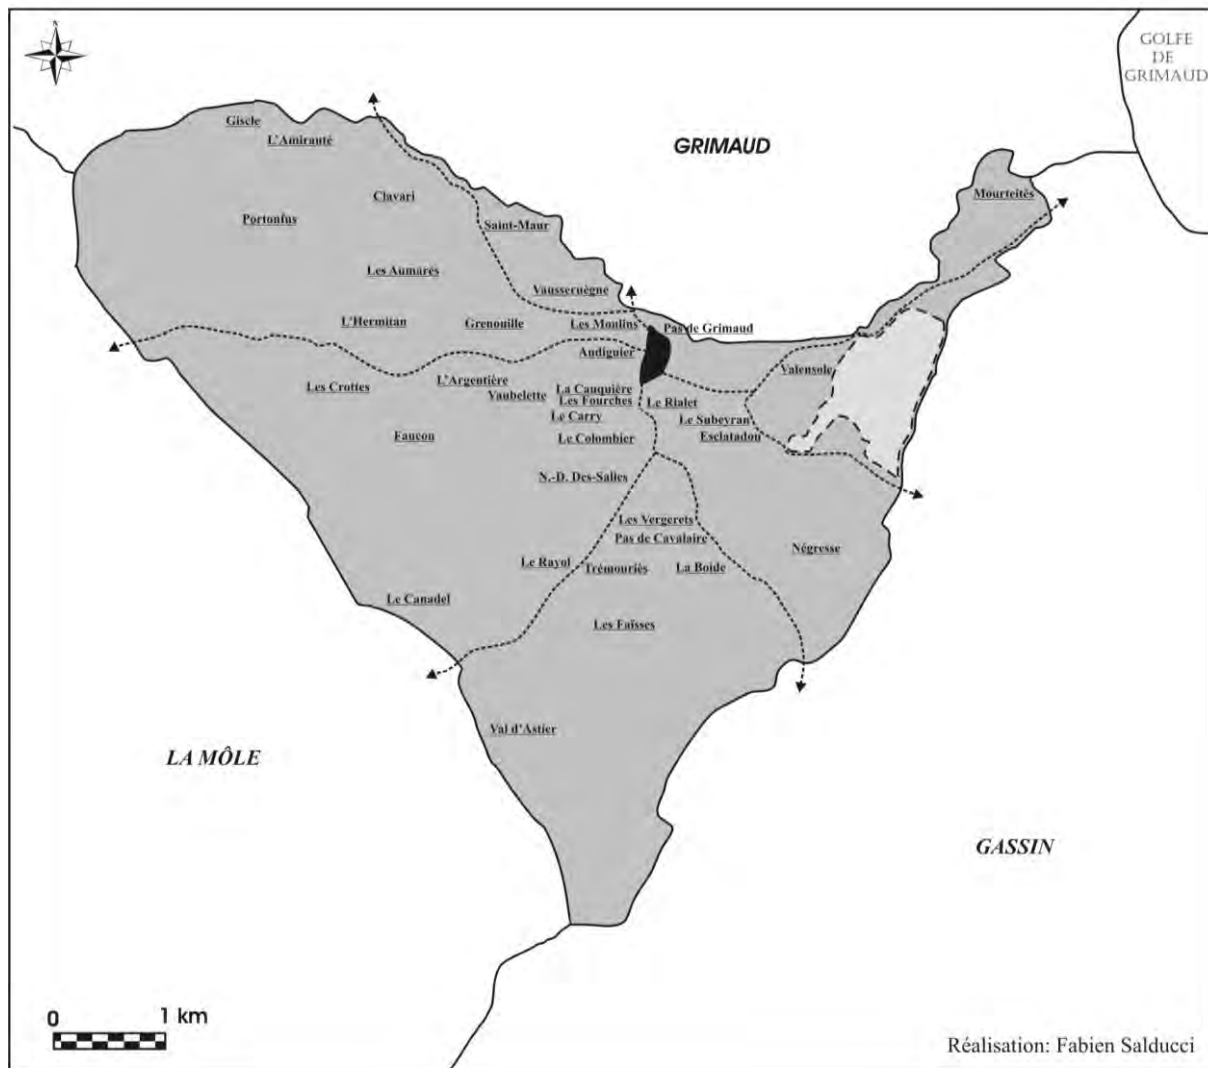 N
GOLFE
DE
GRIMAUD
GRIMAUD
Giscle
L'Amirauté
Clavari
Mourteitès
Portonfus
Saint-Maur
Les Aumarès
Vausseruègne
L'Hermitan
Grenouille
Les Moulins
Pas de Grimaud
Audiguier
Valensole
L'Argentière
Les Crottes
Vaubelette
La Cauquière
Les Fourches
Le Rialet
Le Carry
Le Subeyran
Faucon
Le Colombier
Esclatadou
N.-D. Des-Salles
Les Vergerets
Pas de Cavalaire
Négresse
Le Rayol
Trémouriès
La Boide
Le Canadel
Les Faïsses
Val d'Astier
LA MÔLE
GASSIN
0
1 km
Réalisation: Fabien Salducci